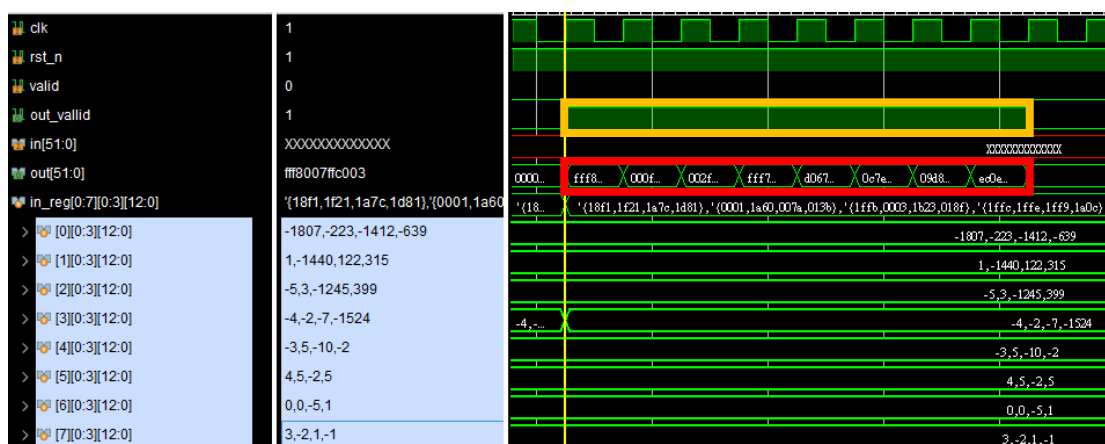 clk 1
rst_n 1
valid 0
out_vallid 1
in[51:0] XXXXXXXXXXXXX XXXXXXXXXXXXX
out[51:0] fff8007ffc003 0000.. fff8.. 000f.. 002f.. fff7.. d067.. 0c7e.. 09d8.. ec0e..
in_reg[0:7][0:3][12:0] '{18f1,1f21,1a7c,1d81},'{0001,1a60 '{18.. '{18f1,1f21,1a7c,1d81},'{0001,1a60,007a,013b},'{1ffb,0003,1b23,018f},'{1ffc,1ffe,1ff9,1a0c}
[0][0:3][12:0] -1807,-223,-1412,-639 -1807,-223,-1412,-639
[1][0:3][12:0] 1,-1440,122,315 1,-1440,122,315
[2][0:3][12:0] -5,3,-1245,399 -5,3,-1245,399
[3][0:3][12:0] -4,-2,-7,-1524 -4,-... -4,-2,-7,-1524
[4][0:3][12:0] -3,5,-10,-2 -3,5,-10,-2
[5][0:3][12:0] 4,5,-2,5 4,5,-2,5
[6][0:3][12:0] 0,0,-5,1 0,0,-5,1
[7][0:3][12:0] 3,-2,1,-1 3,-2,1,-1